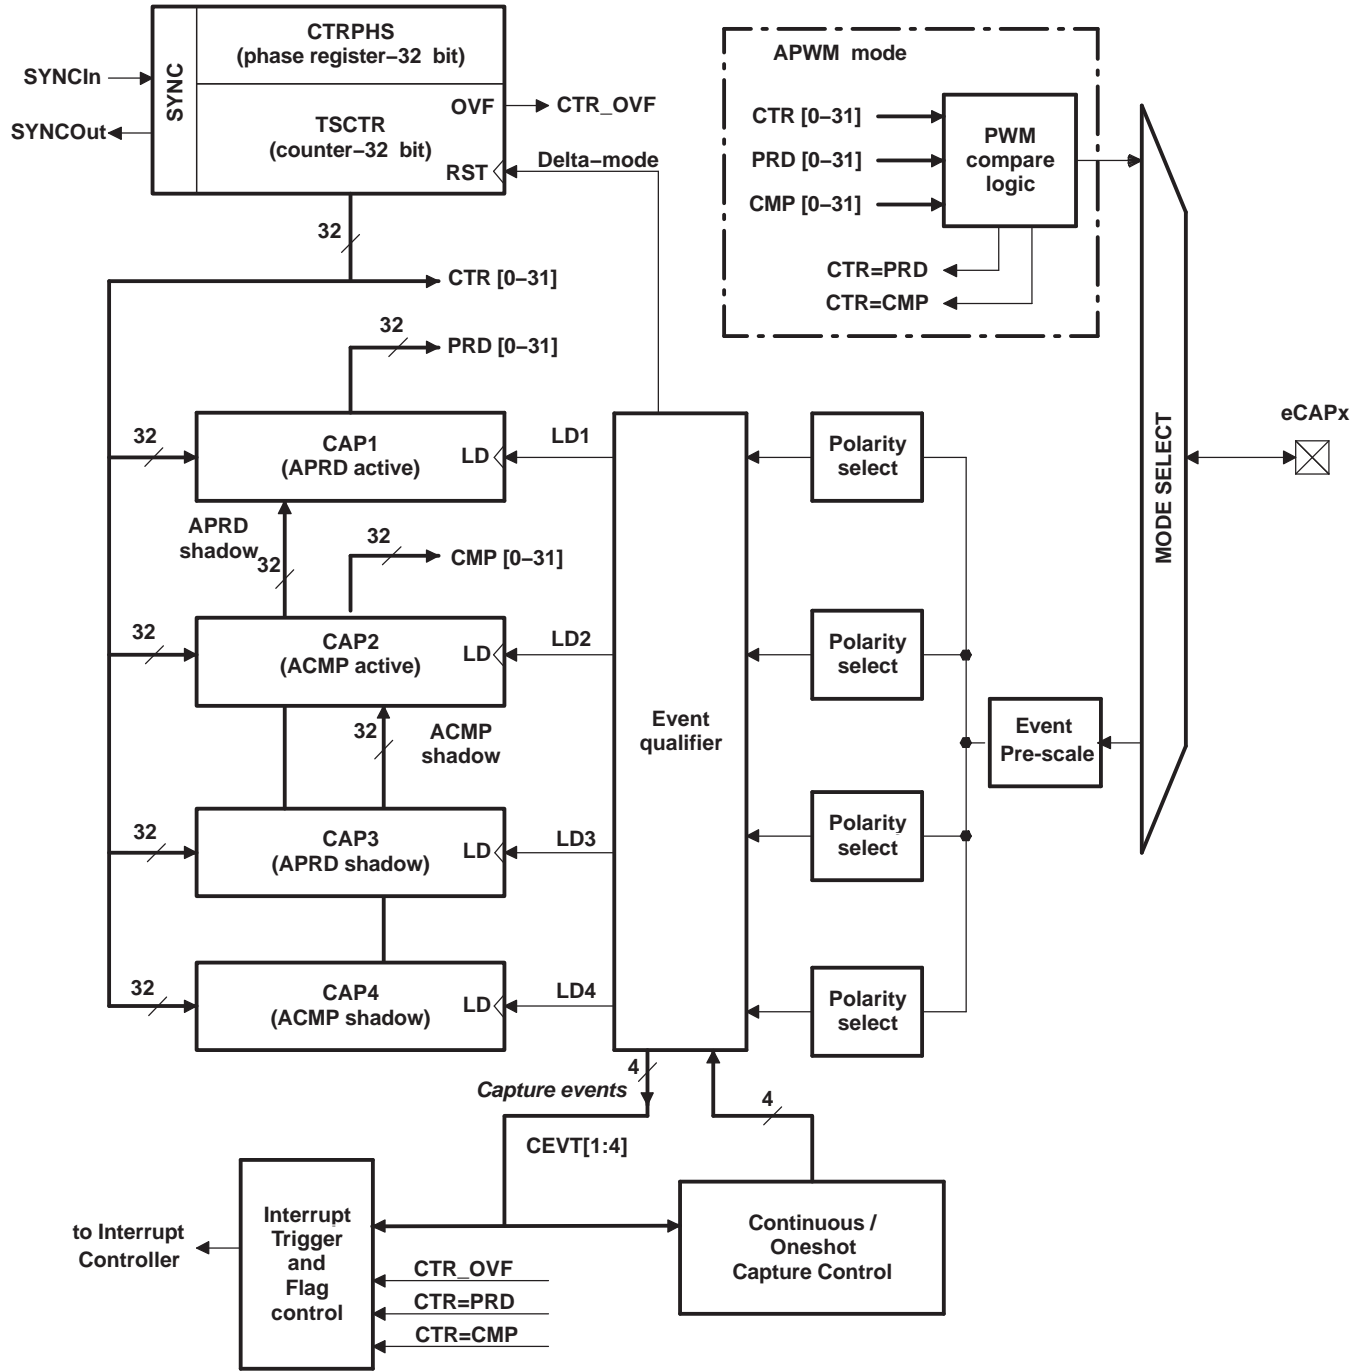 CTRPHS
(phase register−32 bit)
APWM mode
SYNCIn
SYNC
OVF
CTR_OVF
SYNCOut
TSCTR
(counter−32 bit)
RST
Delta−mode
CTR [0−31]
PRD [0−31]
CMP [0−31]
PWM
compare
logic
CTR=PRD
CTR=CMP
32
CTR [0−31]
32
PRD [0−31]
MODE SELECT
eCAPx
32
CAP1
(APRD active)
LD
LD1
Polarity
select
APRD
shadow
32
32
CMP [0−31]
32
CAP2
(ACMP active)
LD
LD2
Polarity
select
32
ACMP
shadow
Event
qualifier
Event
Pre-scale
32
CAP3
(APRD shadow)
LD
LD3
Polarity
select
32
CAP4
(ACMP shadow)
LD
LD4
Polarity
select
4
Capture events
4
CEVT[1:4]
to Interrupt
Controller
Interrupt
Trigger
and
Flag
control
Continuous /
Oneshot
Capture Control
CTR_OVF
CTR=PRD
CTR=CMP